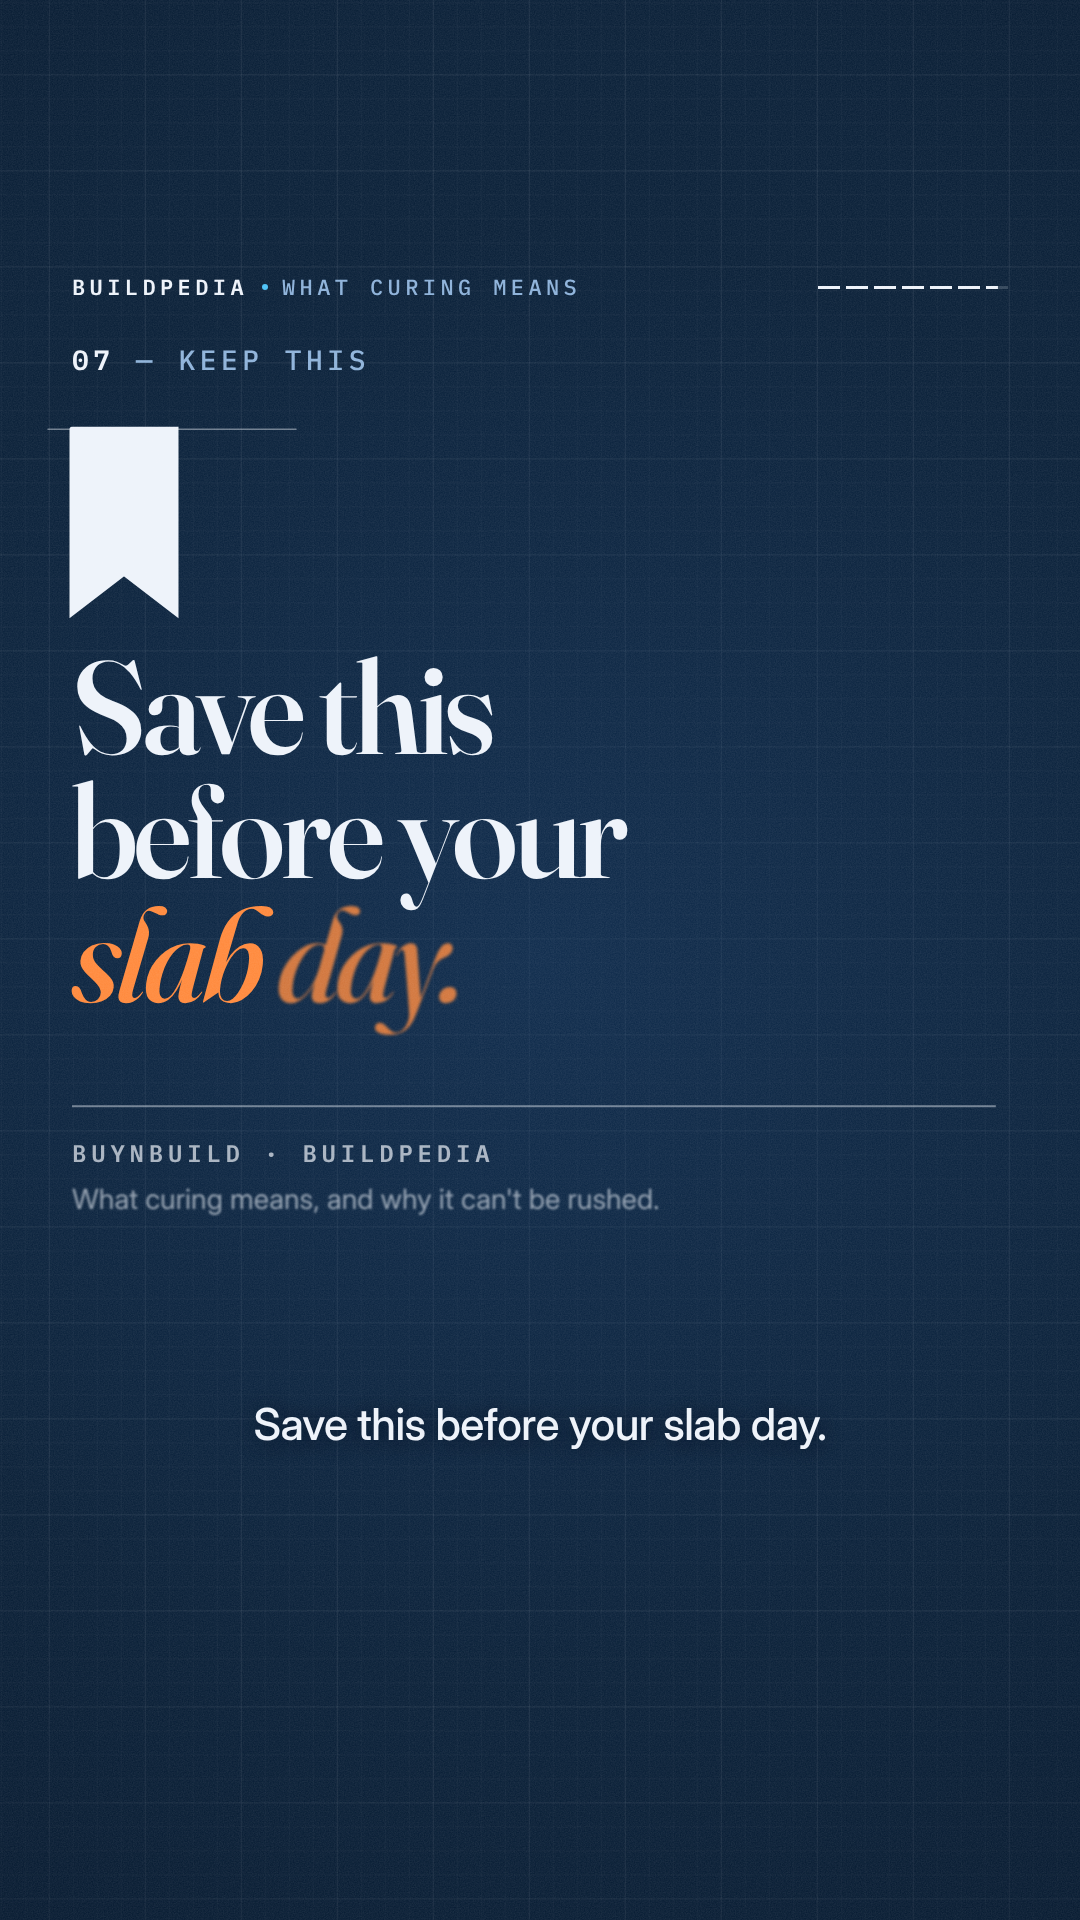 BUILDPEDIA • WHAT CURING MEANS
07 — KEEP THIS
Save this
before your
slab day.
BUYNBUILD · BUILDPEDIA
What curing means, and why it can't be rushed.
Save this before your slab day.